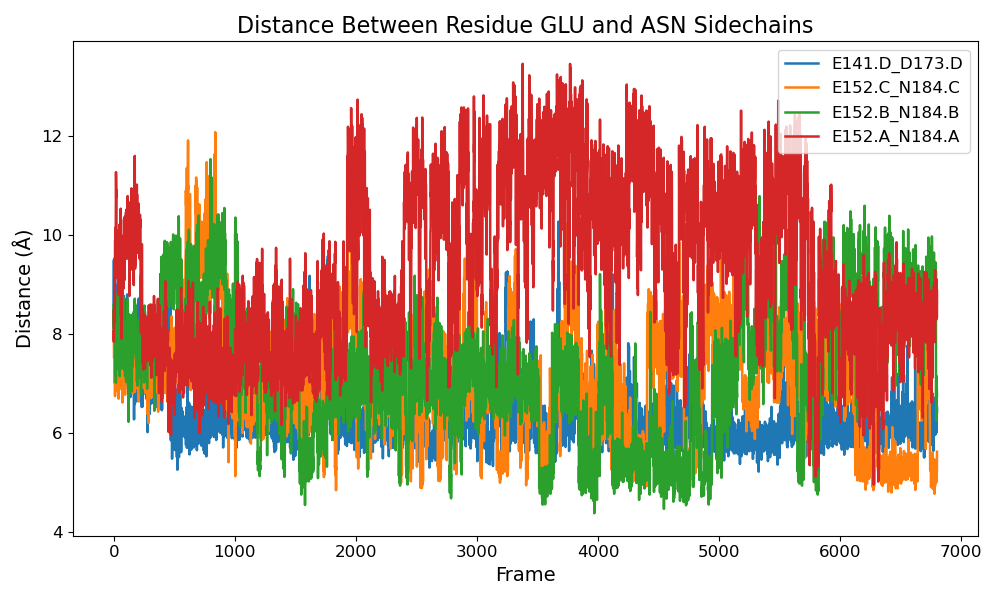 Distance Between Residue GLU and ASN Sidechains
E141.D_D173.D
E152.C_N184.C
E152.B_N184.B
E152.A_N184.A
12
10
8
6
4
Distance (Å)
0 1000 2000 3000 4000 5000 6000 7000
Frame